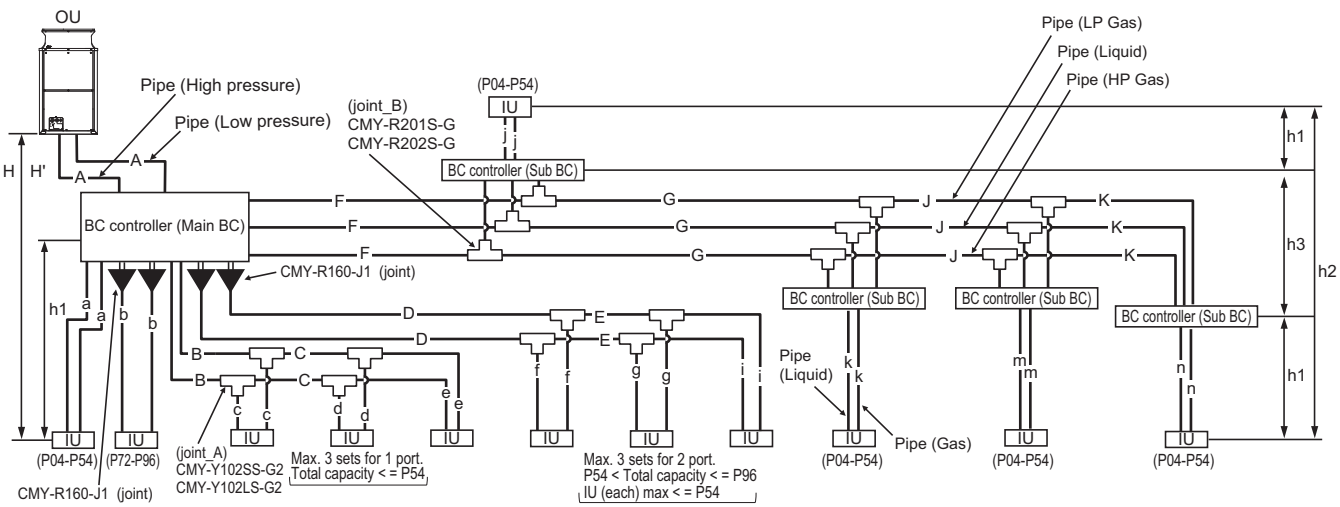 OU
Pipe (High pressure)
Pipe (Low pressure)
A
A
H
H'
(joint_B)
CMY-R201S-G
CMY-R202S-G
(P04-P54)
IU
j
j
BC controller (Sub BC)
Pipe (LP Gas)
Pipe (Liquid)
Pipe (HP Gas)
h1
h3
h2
h1
BC controller (Main BC)
F
G
J
K
F
G
J
K
F
G
J
K
CMY-R160-J1 (joint)
BC controller (Sub BC)
BC controller (Sub BC)
BC controller (Sub BC)
h1
a
a
b
b
D
E
D
E
B
C
B
C
c
c
d
d
e
e
f
f
g
g
i
i
Pipe
(Liquid)
k
k
m
m
n
n
Pipe (Gas)
IU
IU
IU
IU
IU
IU
IU
IU
IU
IU
IU
(P04-P54)
(P72-P96)
CMY-R160-J1 (joint)
(joint_A)
CMY-Y102SS-G2
CMY-Y102LS-G2
Max. 3 sets for 1 port.
Total capacity < = P54
Max. 3 sets for 2 port.
P54 < Total capacity < = P96
IU (each) max < = P54
(P04-P54)
(P04-P54)
(P04-P54)